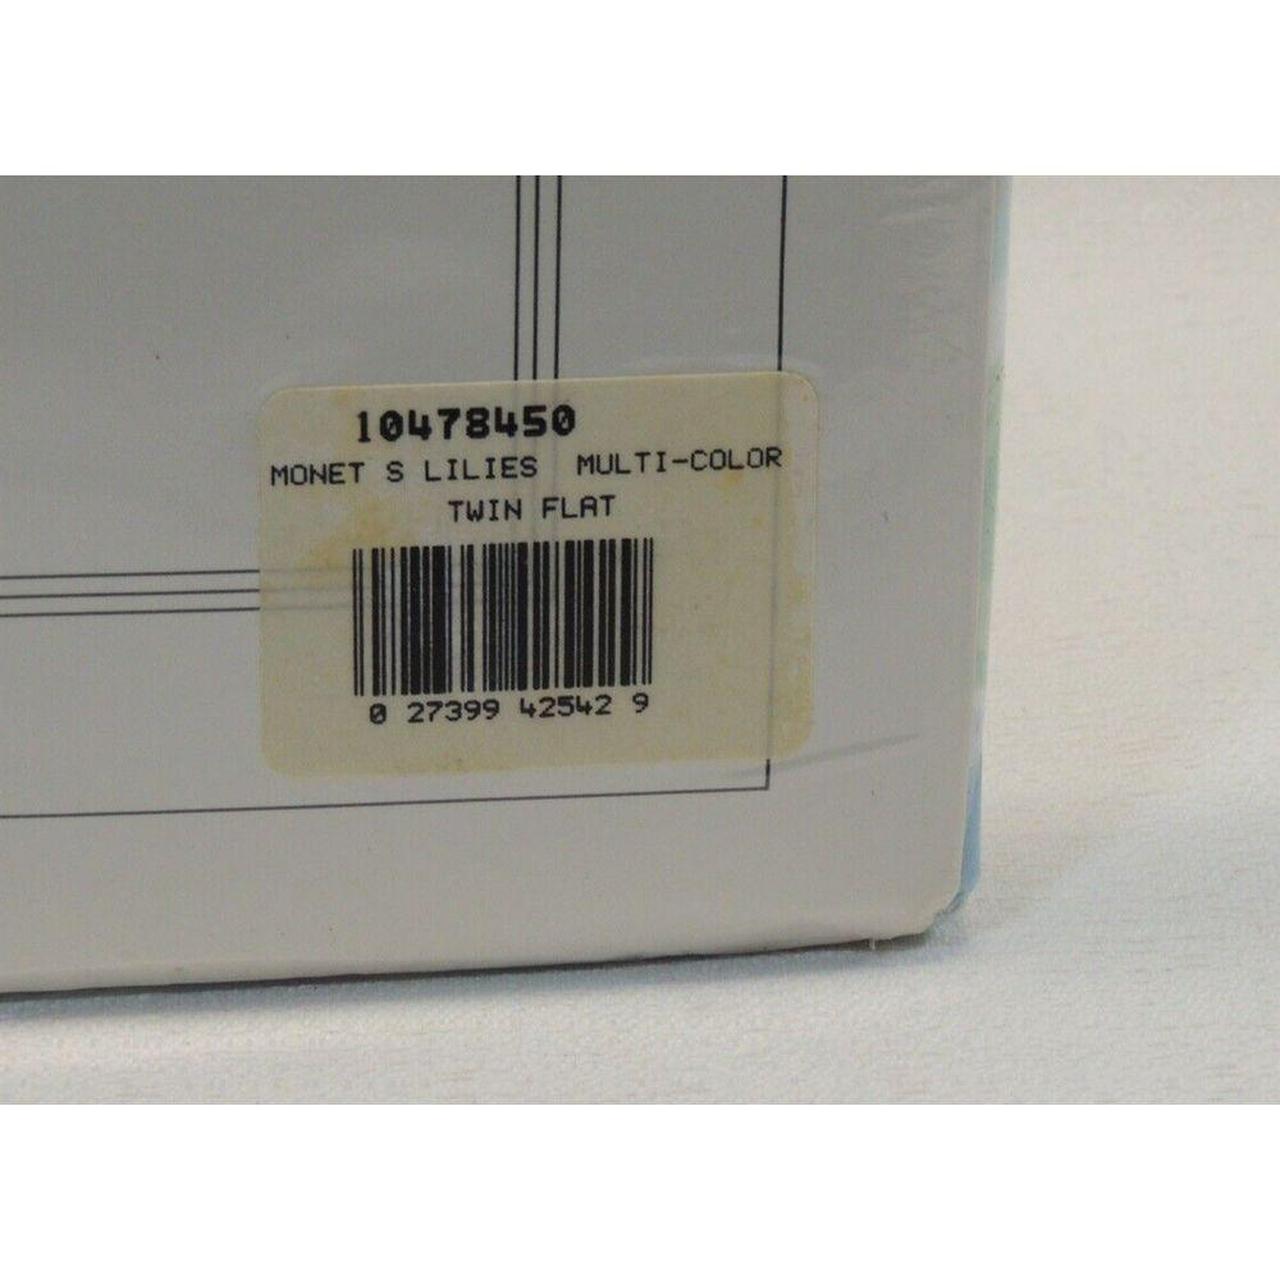 10478450
MONET S LILIES MULTI-COLOR
TWIN FLAT
0 27399 42542 9